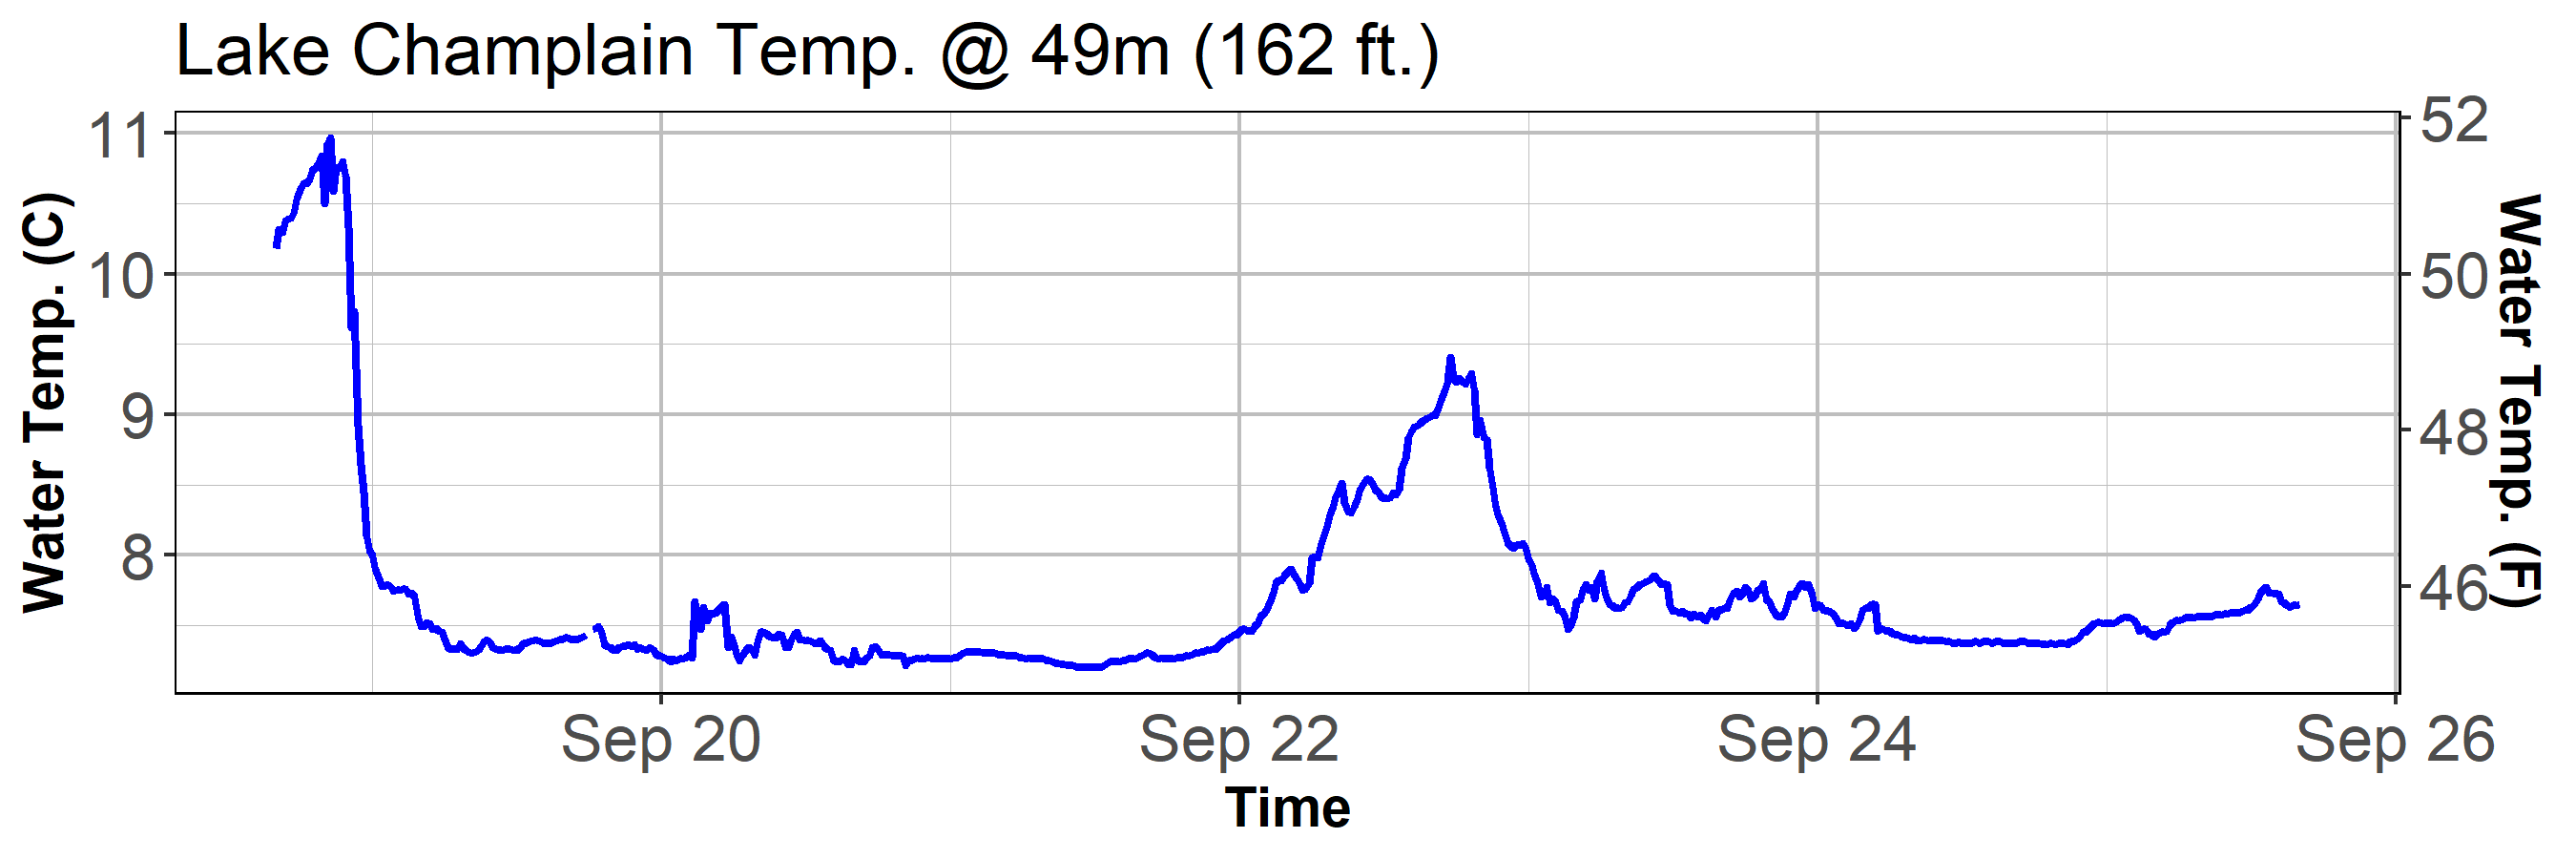 Lake Champlain Temp. @ 49m (162 ft.)
Water Temp. (C)
11
10
9
8
52
50
48
46
Water Temp. (F)
Sep 20
Sep 22
Sep 24
Sep 26
Time